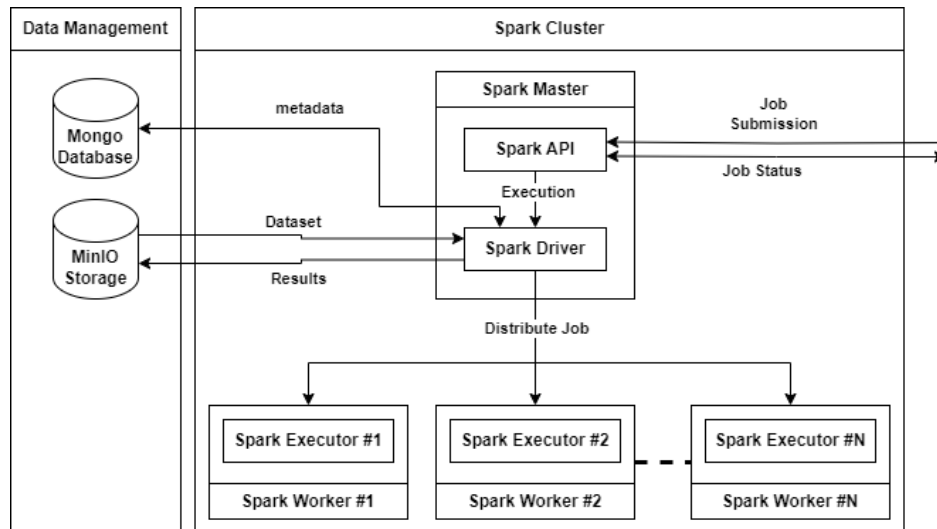 Data Management
Spark Cluster
Spark Master
metadata
Mongo
Database
Spark API
Job
Submission
Job Status
Execution
Dataset
MinIO
Storage
Spark Driver
Results
Distribute Job
Spark Executor #1
Spark Executor #2
Spark Executor #N
Spark Worker #1
Spark Worker #2
Spark Worker #N